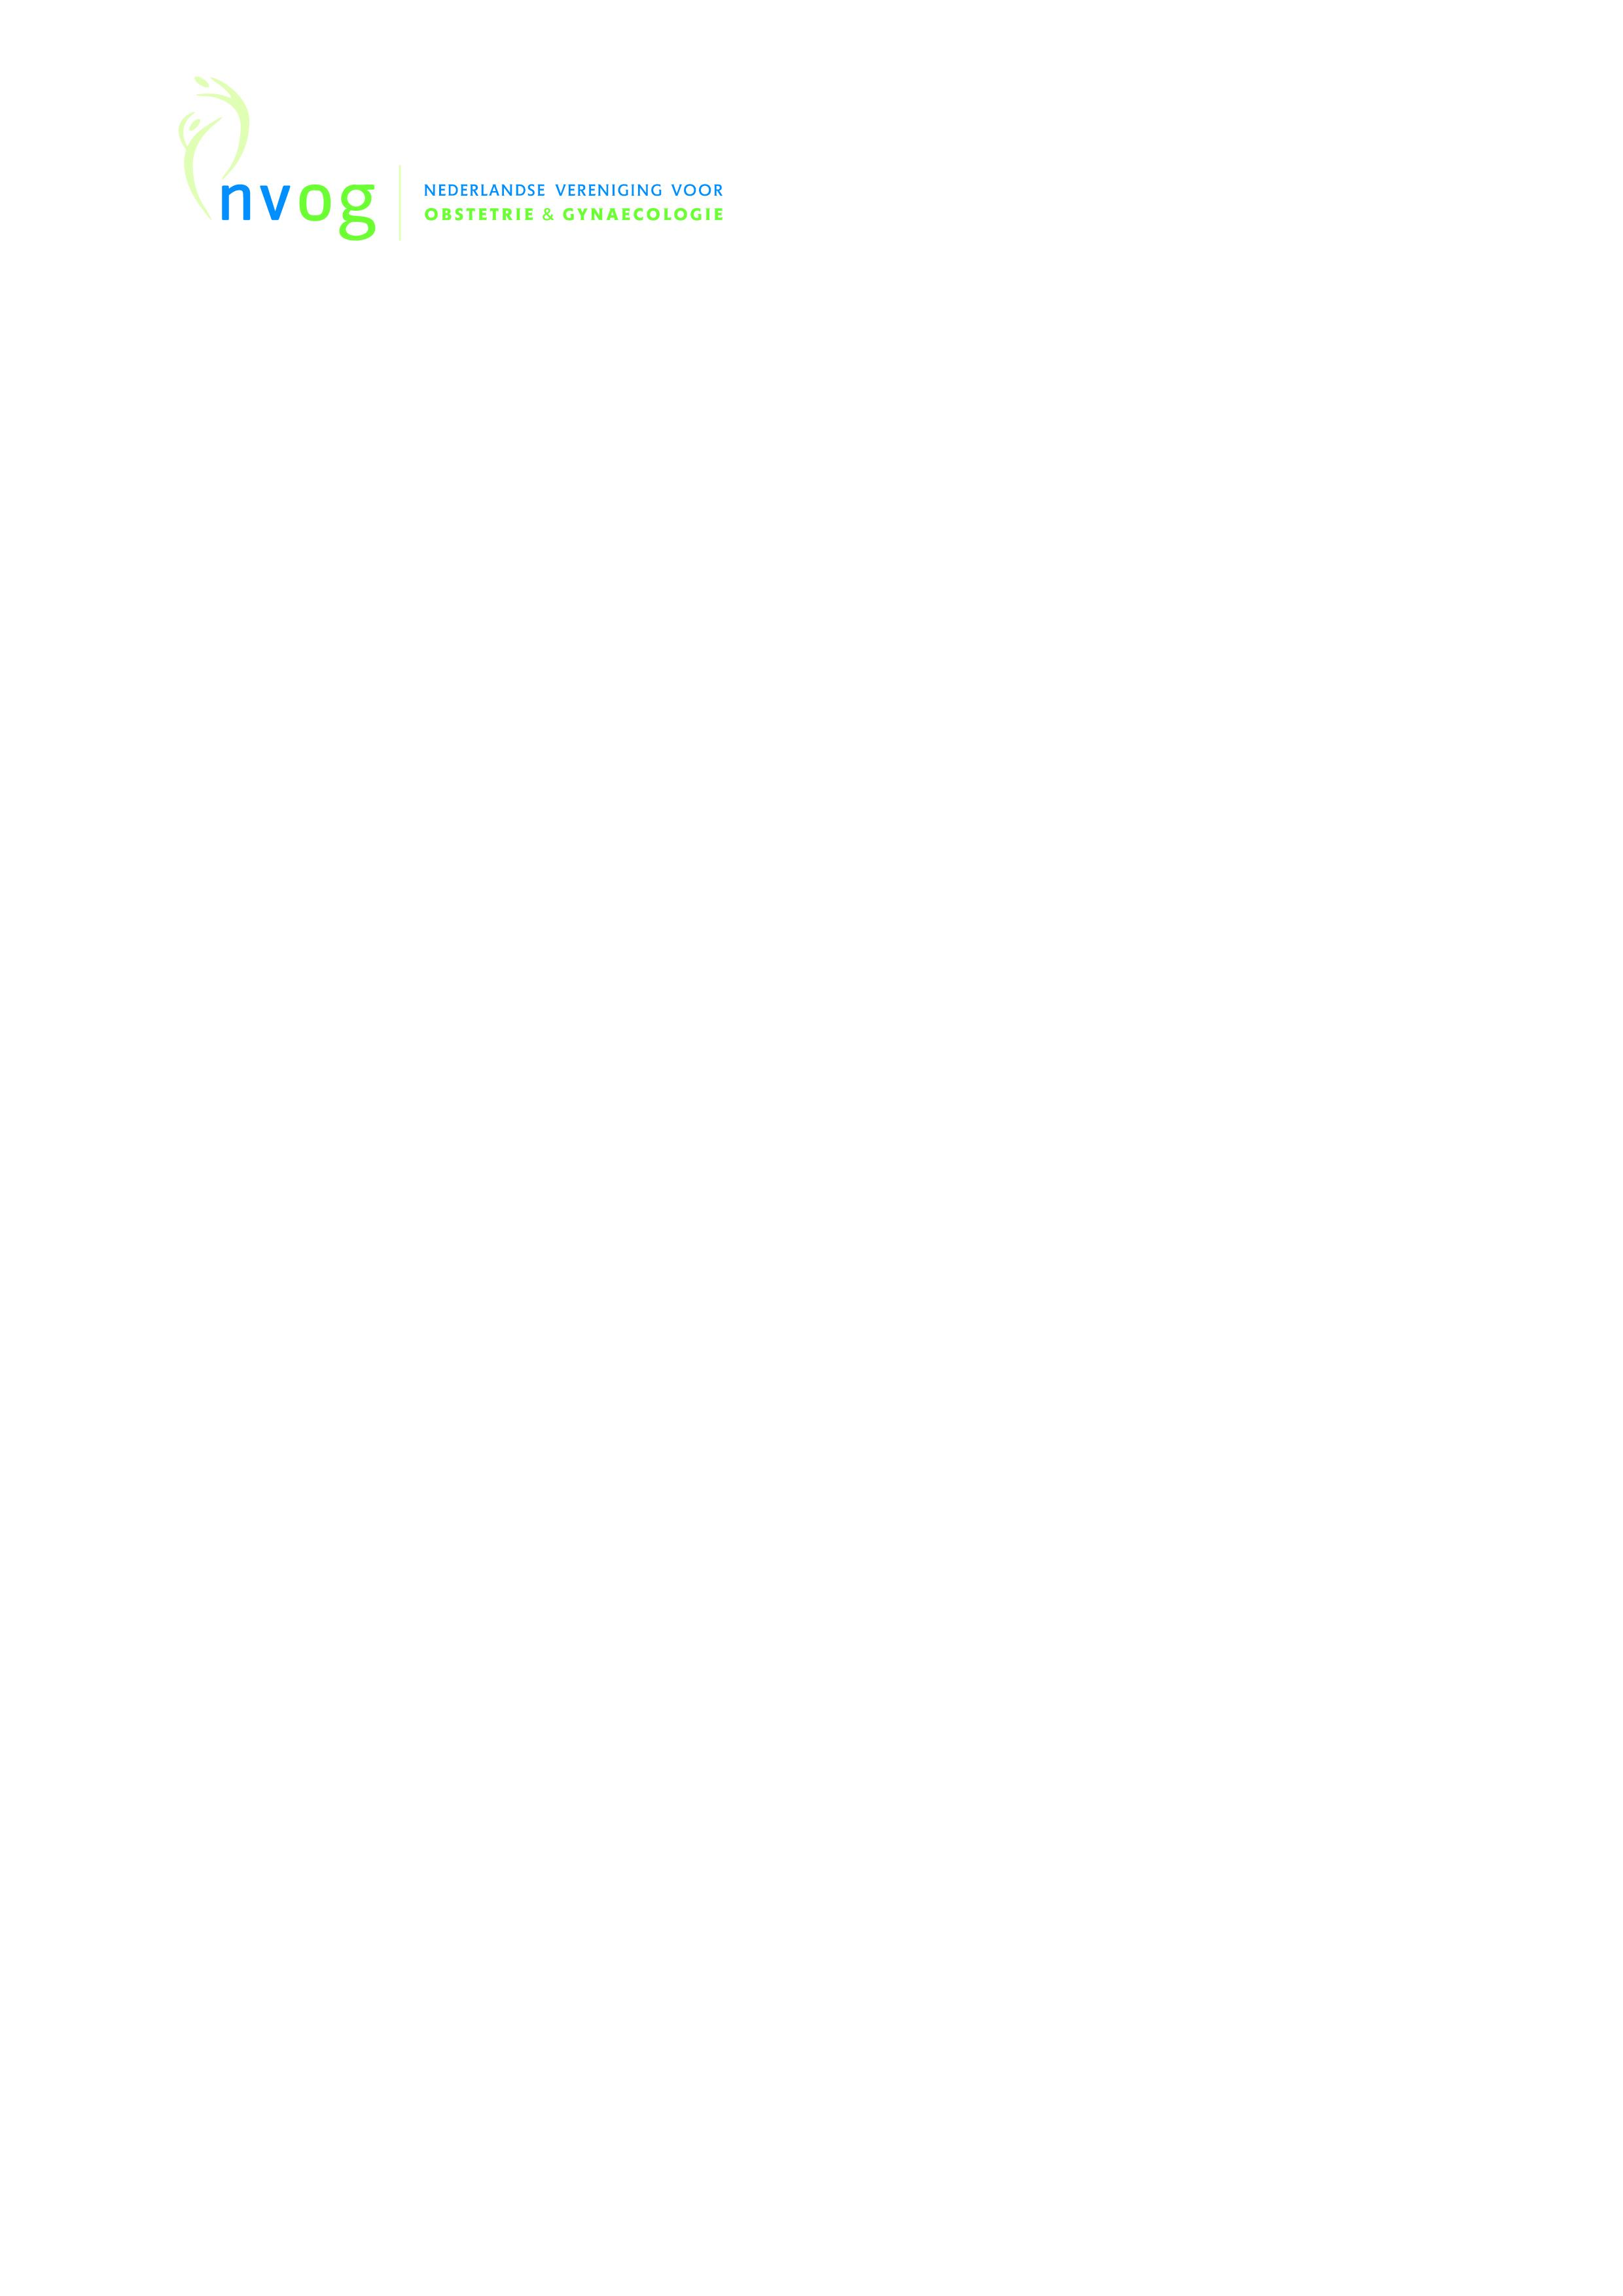 nvog
NEDERLANDSE VERENIGING VOOR
OBSTETRIE & GYNAECOLOGIE